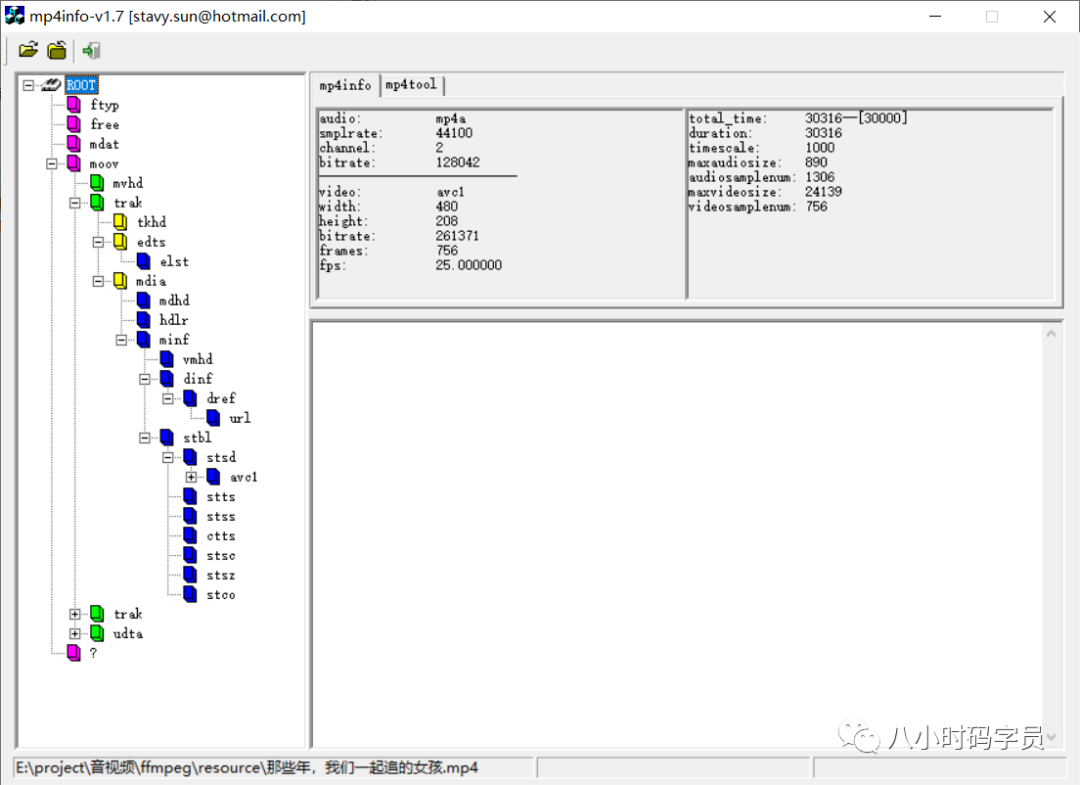 mp4info-v1.7 [stavy.sun@hotmail.com]
ROOT
ftyp
free
mdat
moov
mvhd
trak
tkhd
edts
elst
mdia
mdhd
hdlr
minf
vmhd
dinf
dref
url
stbl
stsd
avc1
stts
stss
ctts
stsc
stsz
stco
trak
udta
?
mp4info mp4tool
audio: mp4a
smplrate: 44100
channel: 2
bitrate: 128042
video: avc1
width: 480
height: 208
bitrate: 261371
frames: 756
fps: 25.000000
total_time: 30316—[30000]
duration: 30316
timescale: 1000
maxaudiosize: 890
audiosamplenum: 1306
maxvideosize: 24139
videosamplenum: 756
八小时码字员
E:\project\音视频\ffmpeg\resource\那些年，我们一起追的女孩.mp4